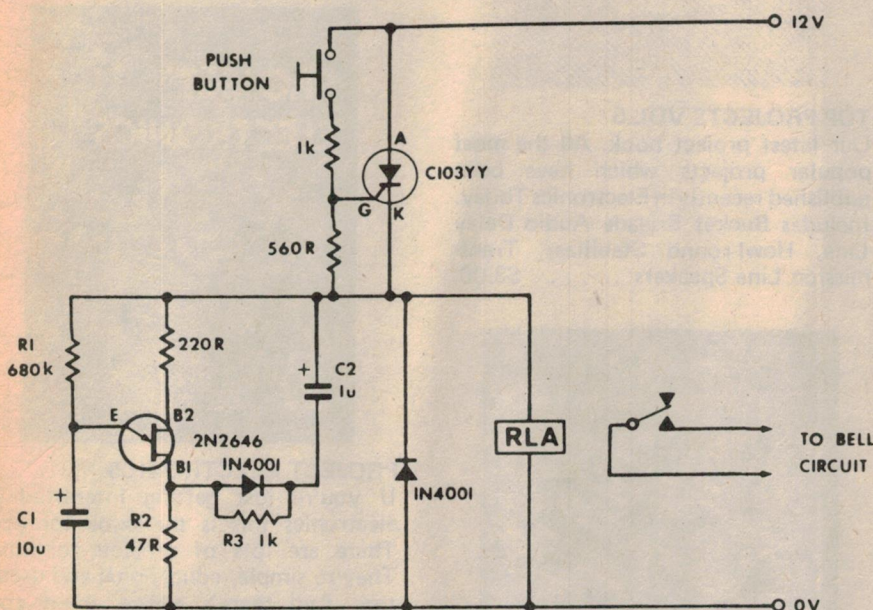 12V
PUSH
BUTTON
1k
A
C103YY
G
K
560R
R1
680k
220R
C2
+
1u
E
B2
2N2646
B1
1N4001
RLA
TO BELL
CIRCUIT
1N4001
+
C1
10u
R2
47R
R3 1k
0V